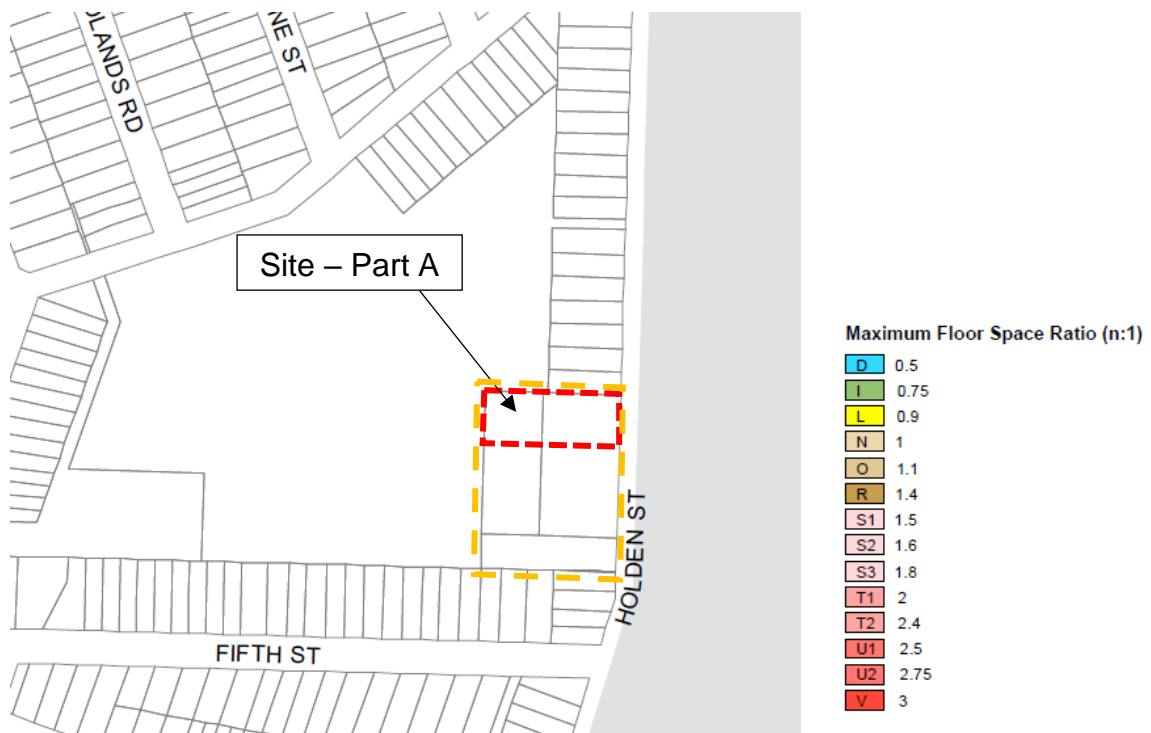 OLANDS RD
NE ST
Site – Part A
HOLDEN ST
FIFTH ST
Maximum Floor Space Ratio (n:1)
D 0.5
I 0.75
L 0.9
N 1
O 1.1
R 1.4
S1 1.5
S2 1.6
S3 1.8
T1 2
T2 2.4
U1 2.5
U2 2.75
V 3